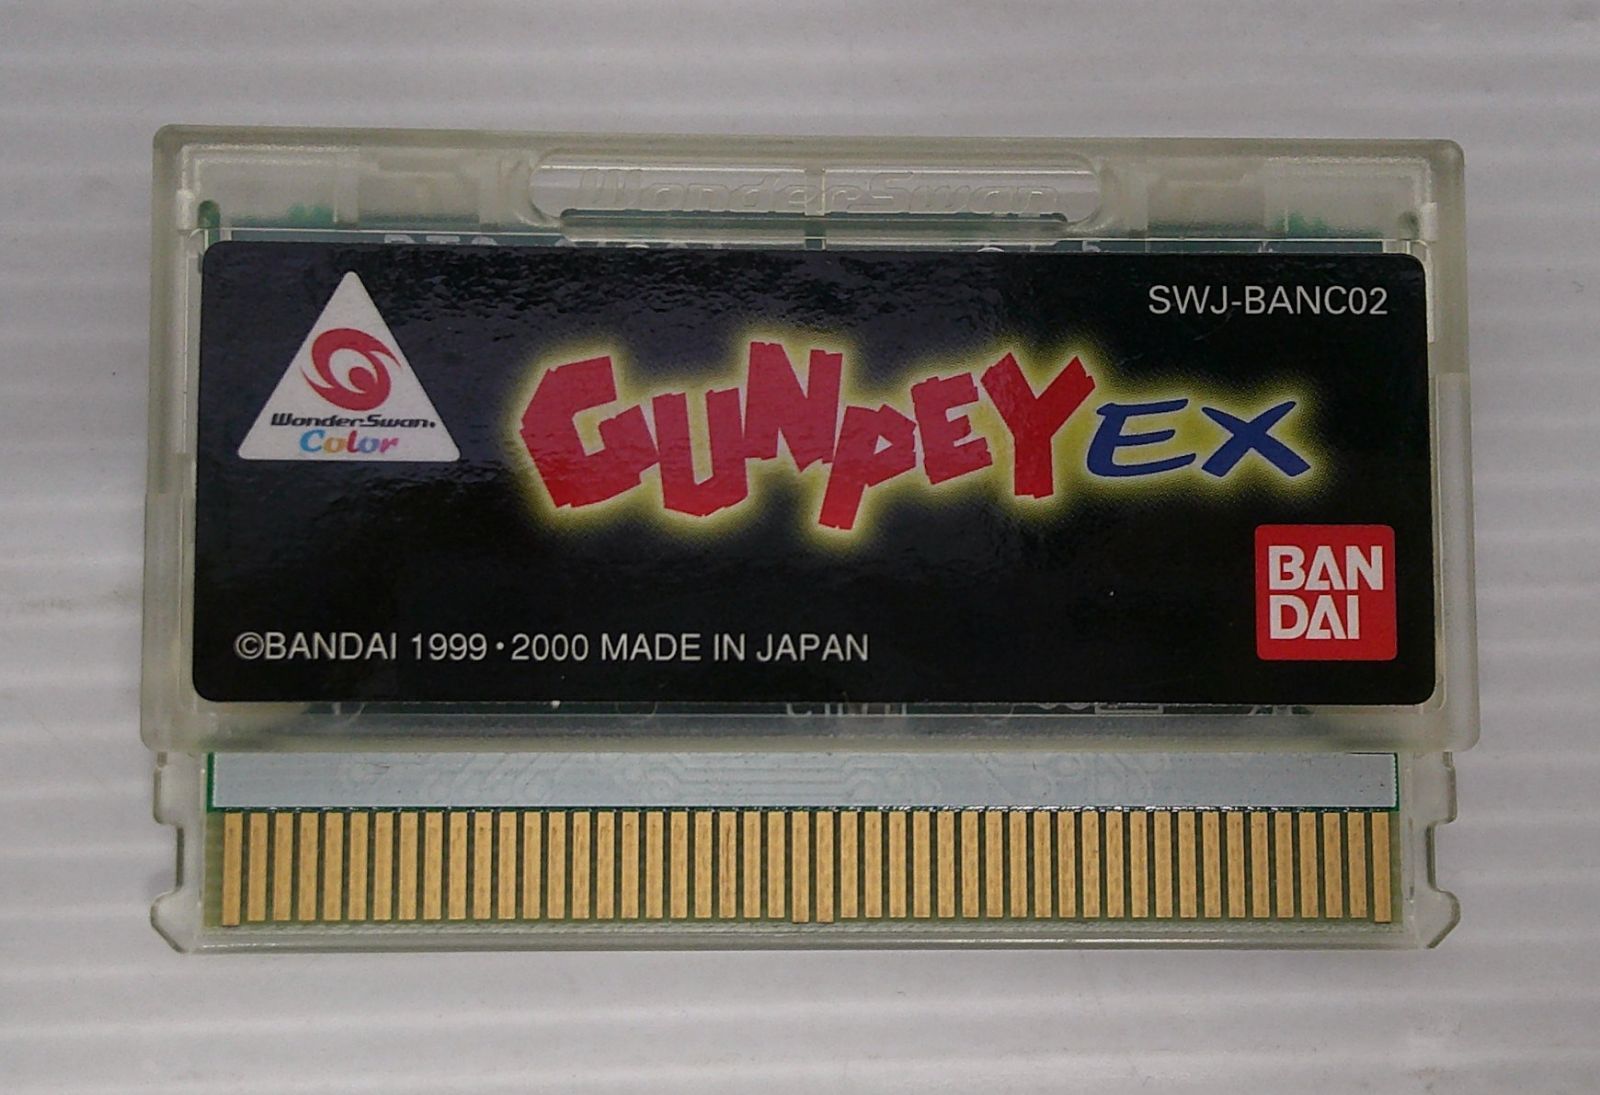 WonderSwan
SWJ-BANC02
WonderSwan
Color
GUNPEY EX
BAN
DAI
©BANDAI 1999・2000 MADE IN JAPAN